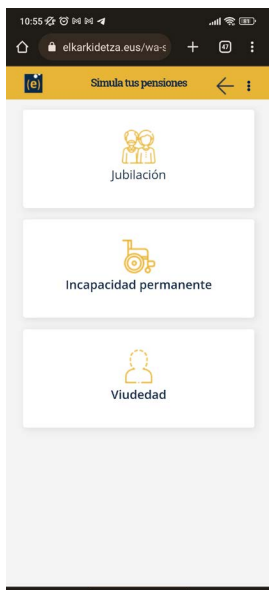 10:55
elkarkidetza.eus/wa-s
47
(e)
Simula tus pensiones
Jubilación
Incapacidad permanente
Viudedad